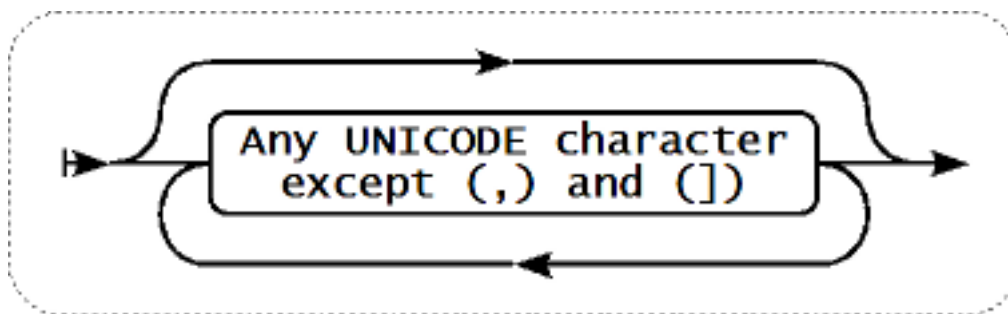 Any UNICODE character
except (,) and (])